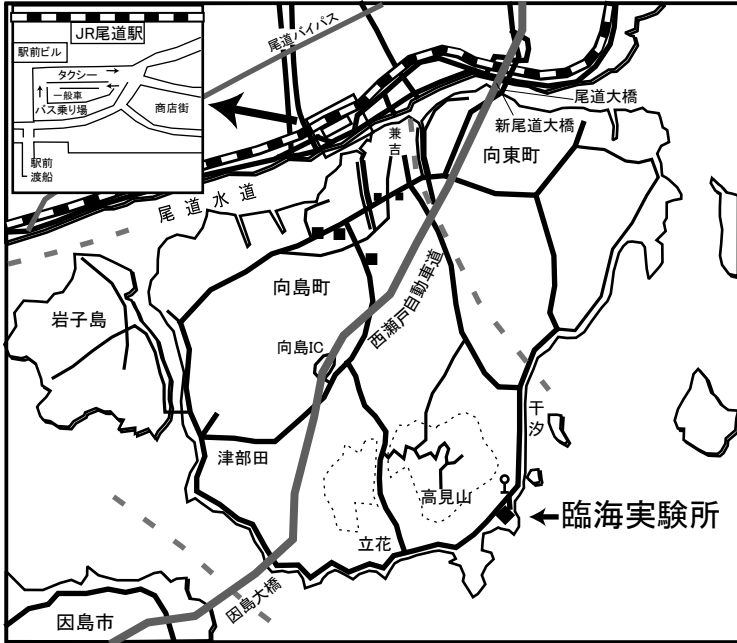 JR尾道駅
駅前ビル
タクシー
一般車
バス乗り場
商店街
駅前
渡船
尾道バイパス
尾道大橋
新尾道大橋
兼吉
向東町
尾道水道
向島町
岩子島
西瀬戸自動車道
向島IC
干汐
津部田
高見山
臨海実験所
立花
因島大橋
因島市